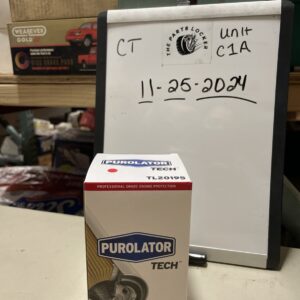 WEAREVER
GOLD
CT
THE PARTS LOCKER
Unit
C1A
11-25-2024
PUROLATOR
TECH
TL20195
PROFESSIONAL GRADE ENGINE PROTECTION
PUROLATOR
TECH